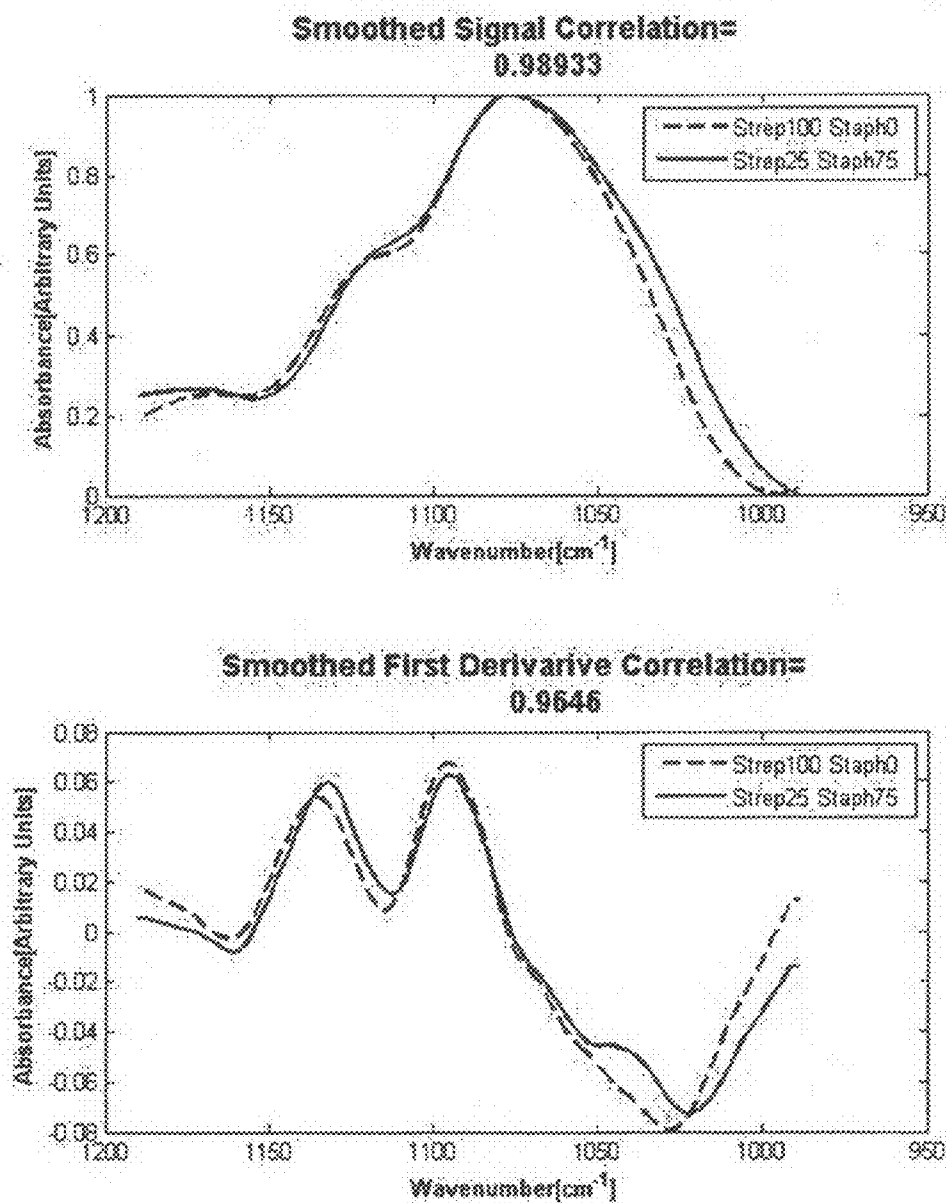 Smoothed Signal Correlation=
0.98933
1
0.8
0.6
0.4
0.2
0
Absorbance[Arbitrary Units]
Strep100 Staph0
Strep25 Staph75
1200 1150 1100 1050 1000 950
Wavenumber[cm-1]
Smoothed First Derivarive Correlation=
0.9646
0.08
0.06
0.04
0.02
0
-0.02
-0.04
-0.06
-0.08
Absorbance[Arbitrary Units]
Strep100 Staph0
Strep25 Staph75
1200 1150 1100 1050 1000 950
Wavenumber[cm-1]